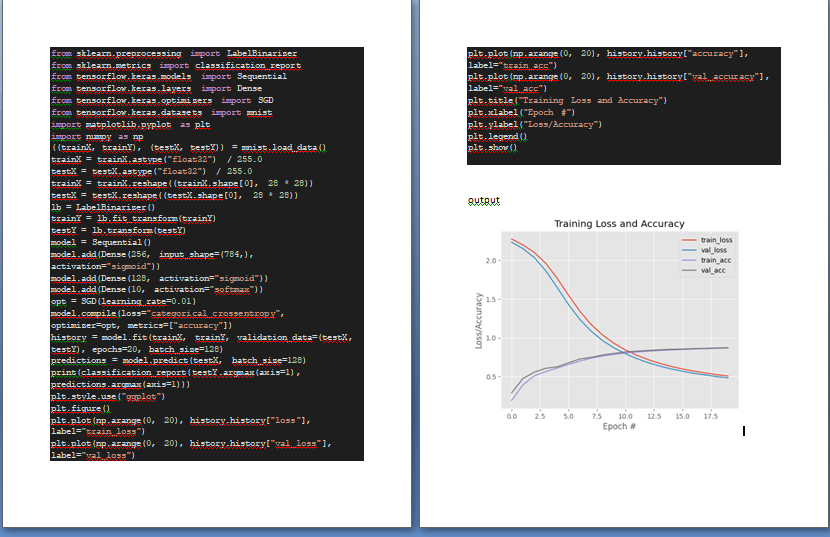 from sklearn.preprocessing import LabelBinarizer
from sklearn.metrics import classification_report
from tensorflow.keras.models import Sequential
from tensorflow.keras.layers import Dense
from tensorflow.keras.optimizers import SGD
from tensorflow.keras.datasets import mnist
import matplotlib.pyplot as plt
import numpy as np
((trainX, trainY), (testX, testY)) = mnist.load_data()
trainX = trainX.astype("float32") / 255.0
testX = testX.astype("float32") / 255.0
trainX = trainX.reshape((trainX.shape[0], 28 * 28))
testX = testX.reshape((testX.shape[0], 28 * 28))
lb = LabelBinarizer()
trainY = lb.fit_transform(trainY)
testY = lb.transform(testY)
model = Sequential()
model.add(Dense(256, input_shape=(784,),
activation="sigmoid"))
model.add(Dense(128, activation="sigmoid"))
model.add(Dense(10, activation="softmax"))
opt = SGD(learning_rate=0.01)
model.compile(loss="categorical_crossentropy",
optimizer=opt, metrics=["accuracy"])
history = model.fit(trainX, trainY, validation_data=(testX,
testY), epochs=20, batch_size=128)
predictions = model.predict(testX, batch_size=128)
print(classification_report(testY.argmax(axis=1),
predictions.argmax(axis=1)))
plt.style.use("ggplot")
plt.figure()
plt.plot(np.arange(0, 20), history.history["loss"],
label="train_loss")
plt.plot(np.arange(0, 20), history.history["val_loss"],
label="val_loss")
plt.plot(np.arange(0, 20), history.history["accuracy"],
label="train_acc")
plt.plot(np.arange(0, 20), history.history["val_accuracy"],
label="val_acc")
plt.title("Training Loss and Accuracy")
plt.xlabel("Epoch #")
plt.ylabel("Loss/Accuracy")
plt.legend()
plt.show()
output
Training Loss and Accuracy
train_loss
val_loss
train_acc
val_acc
Loss/Accuracy
2.0
1.5
1.0
0.5
0.0 2.5 5.0 7.5 10.0 12.5 15.0 17.5
Epoch #